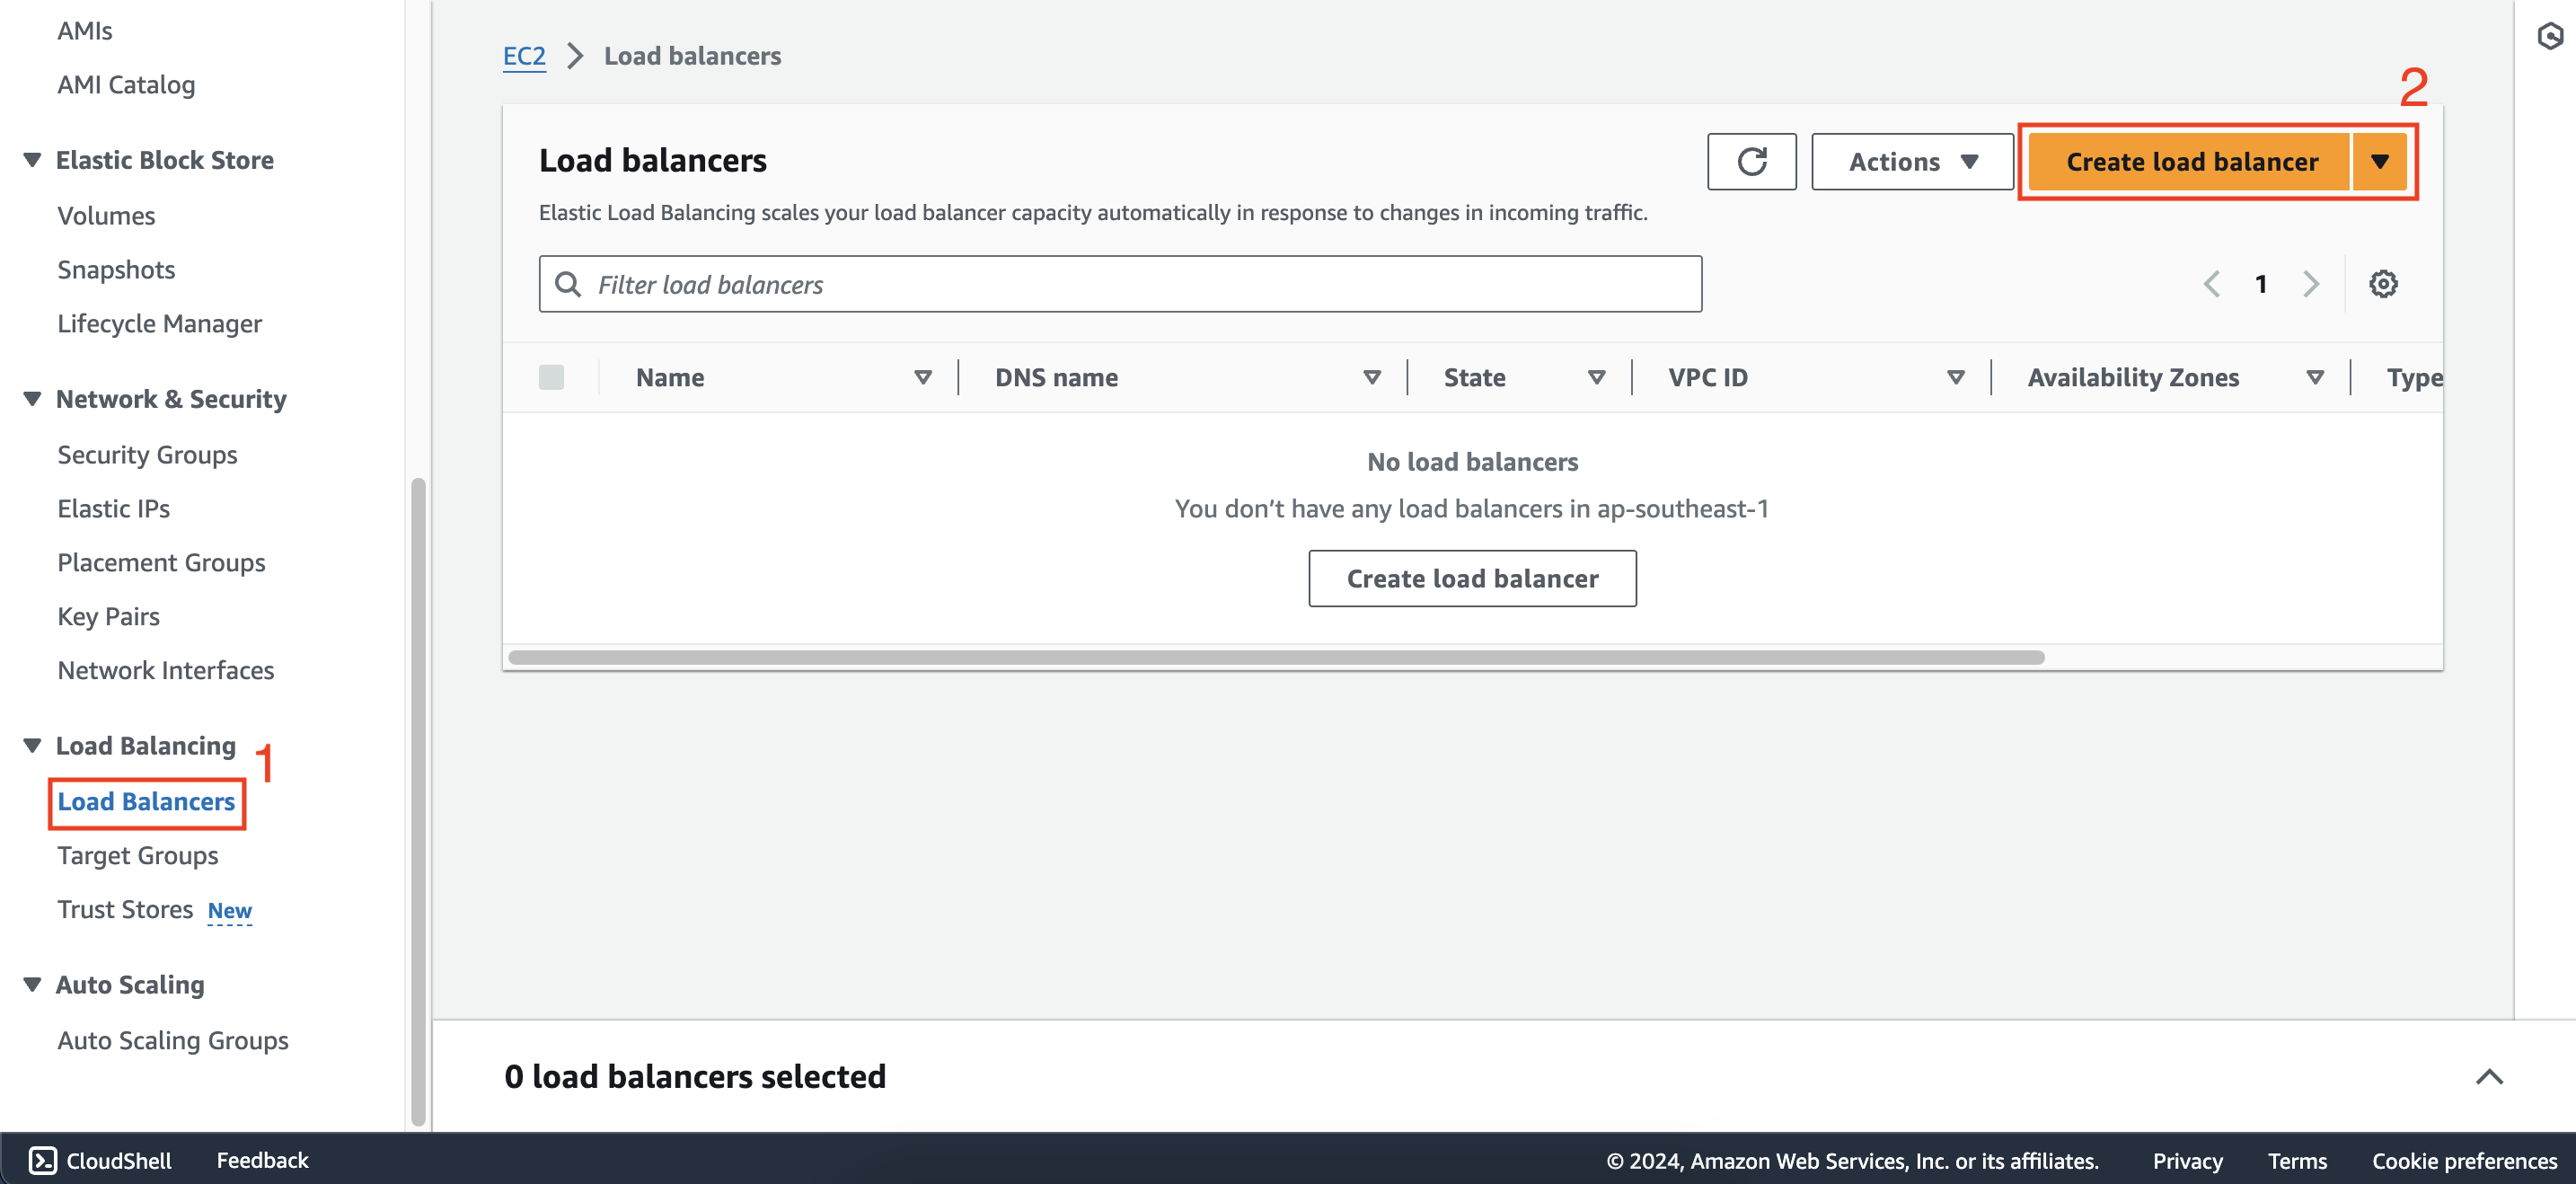 AMIs
AMI Catalog
Elastic Block Store
Volumes
Snapshots
Lifecycle Manager
Network & Security
Security Groups
Elastic IPs
Placement Groups
Key Pairs
Network Interfaces
Load Balancing 1
Load Balancers
Target Groups
Trust Stores New
Auto Scaling
Auto Scaling Groups
EC2 > Load balancers
2
Load balancers
Actions
Create load balancer
Elastic Load Balancing scales your load balancer capacity automatically in response to changes in incoming traffic.
Filter load balancers
1
Name DNS name State VPC ID Availability Zones Type
No load balancers
You don’t have any load balancers in ap-southeast-1
Create load balancer
0 load balancers selected
CloudShell Feedback © 2024, Amazon Web Services, Inc. or its affiliates. Privacy Terms Cookie preferences